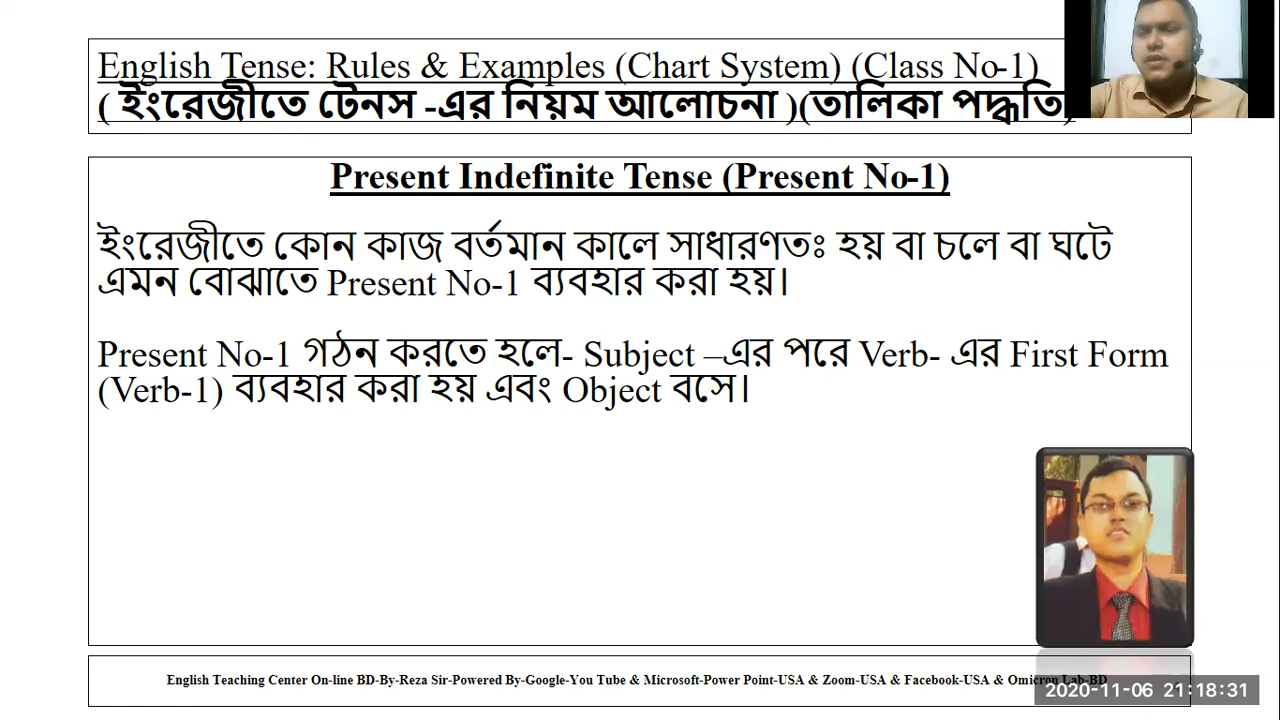 English Tense: Rules & Examples (Chart System) (Class No-1)
( ইংরেজীতে টেনস -এর নিয়ম আলোচনা )(তালিকা পদ্ধতি)
Present Indefinite Tense (Present No-1)
ইংরেজীতে কোন কাজ বর্তমান কালে সাধারণতঃ হয় বা চলে বা ঘটে
এমন বোঝাতে Present No-1 ব্যবহার করা হয়।
Present No-1 গঠন করতে হলে- Subject –এর পরে Verb- এর First Form
(Verb-1) ব্যবহার করা হয় এবং Object বসে।
English Teaching Center On-line BD-By-Reza Sir-Powered By-Google-You Tube & Microsoft-Power Point-USA & Zoom-USA & Facebook-USA & Omicron Lab-BD
2020-11-06 21:18:31